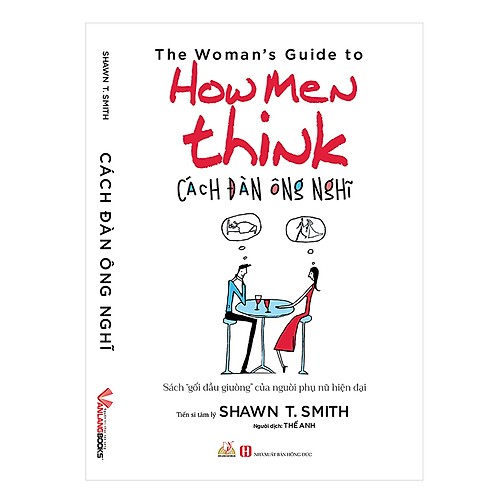 SHAWN T. SMITH
CÁCH ĐÀN ÔNG NGHĨ
VANLANGBOOKS
The Woman's Guide to
How Men
think
CÁCH ĐÀN ÔNG NGHĨ
Sách "gối đầu giường" của người phụ nữ hiện đại
Tiến sĩ tâm lý SHAWN T. SMITH
Người dịch: THẾ ANH
NHÀ XUẤT BẢN HỒNG ĐỨC